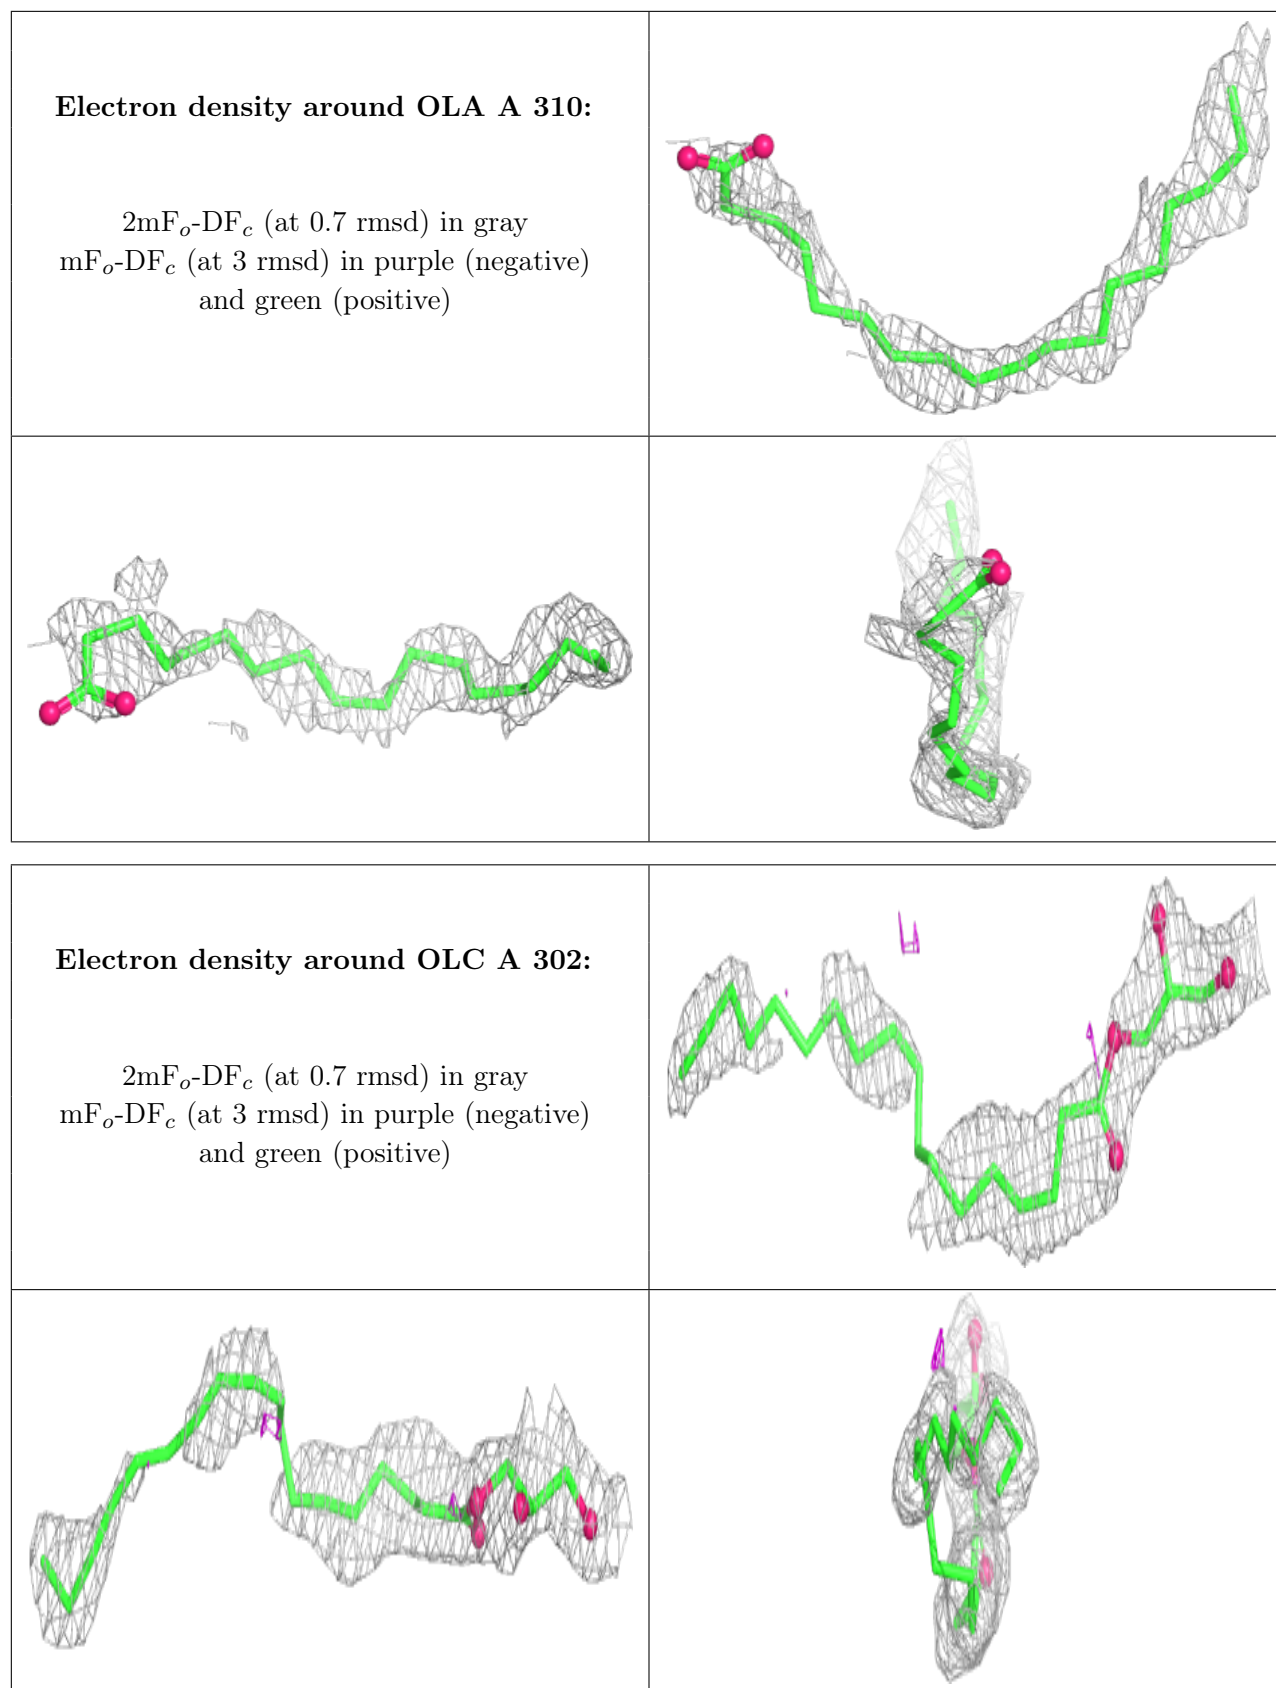 Electron density around OLA A 310:
2mFo-DFc (at 0.7 rmsd) in gray
mFo-DFc (at 3 rmsd) in purple (negative)
and green (positive)
Electron density around OLC A 302:
2mFo-DFc (at 0.7 rmsd) in gray
mFo-DFc (at 3 rmsd) in purple (negative)
and green (positive)